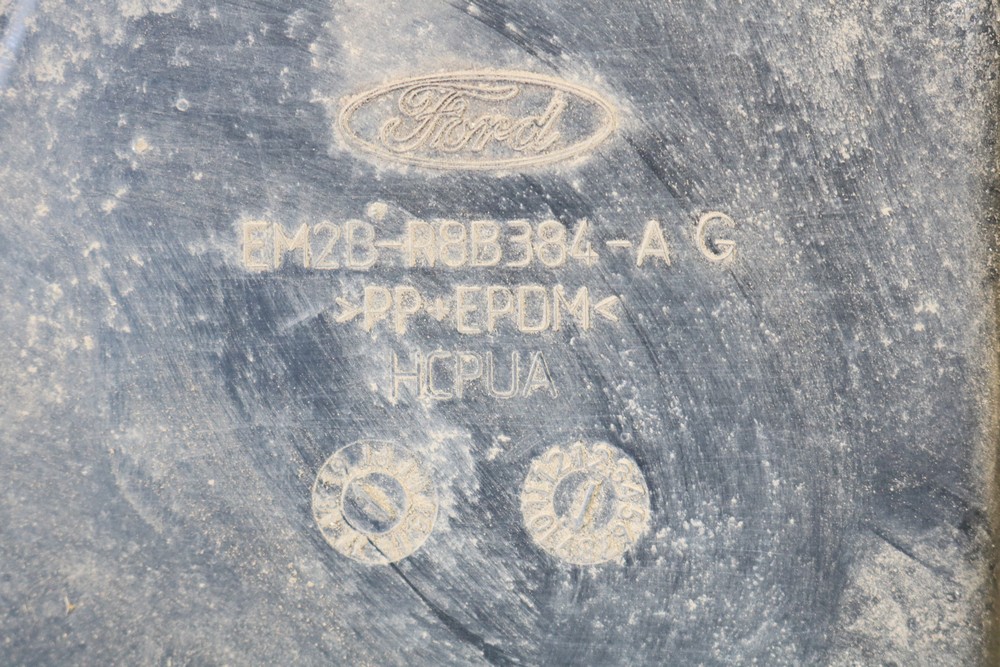 Ford
EM2B-R8B384-A G
>PP+EPDM<
HCPUA